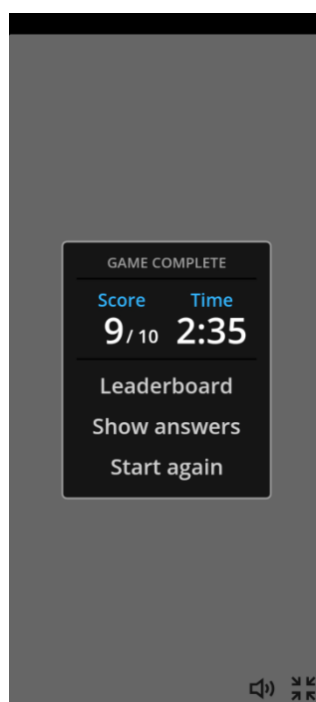 GAME COMPLETE
Score Time
9/ 10 2:35
Leaderboard
Show answers
Start again